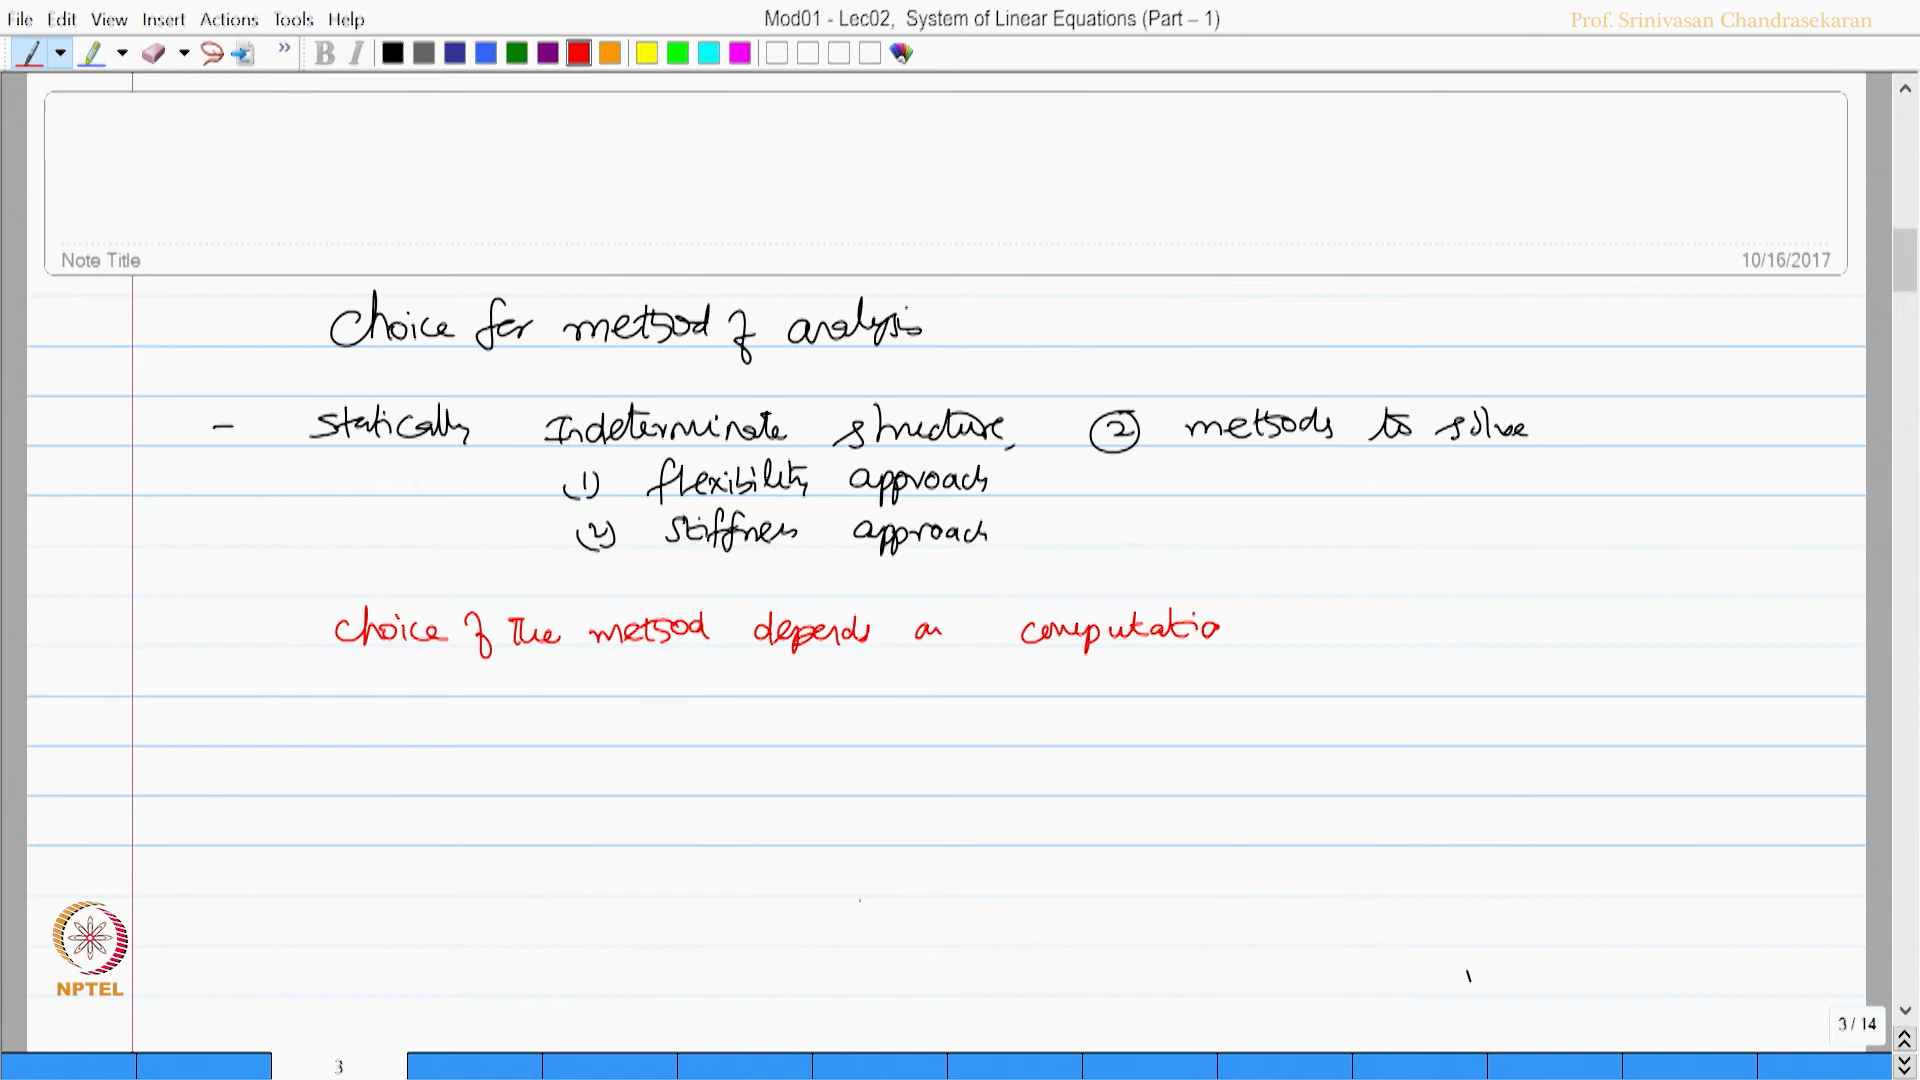 File Edit View Insert Actions Tools Help
Mod01 - Lec02, System of Linear Equations (Part – 1)
Prof. Srinivasan Chandrasekaran
B I
Note Title
10/16/2017
Choice for method of analysis
- Statically Indeterminate structure, ② methods to solve
(1) flexibility approach
(2) stiffness approach
choice of the method depends on computatio
NPTEL
3 / 14
3